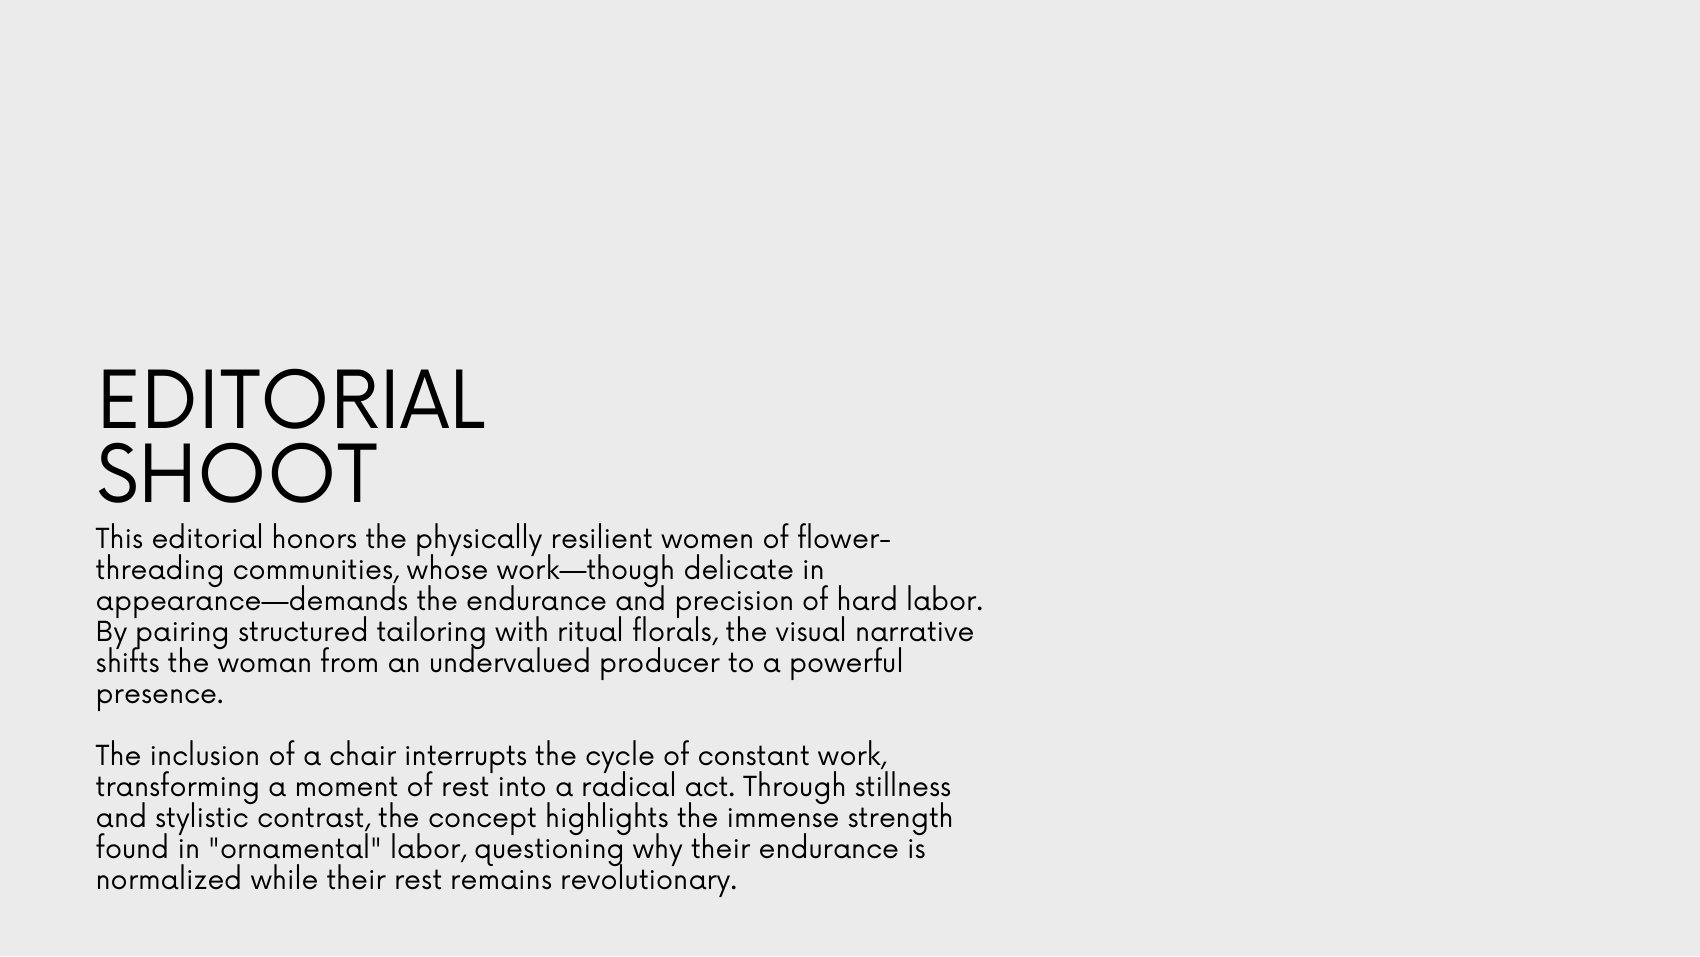 EDITORIAL
SHOOT
This editorial honors the physically resilient women of flower-
threading communities, whose work—though delicate in
appearance—demands the endurance and precision of hard labor.
By pairing structured tailoring with ritual florals, the visual narrative
shifts the woman from an undervalued producer to a powerful
presence.
The inclusion of a chair interrupts the cycle of constant work,
transforming a moment of rest into a radical act. Through stillness
and stylistic contrast, the concept highlights the immense strength
found in "ornamental" labor, questioning why their endurance is
normalized while their rest remains revolutionary.